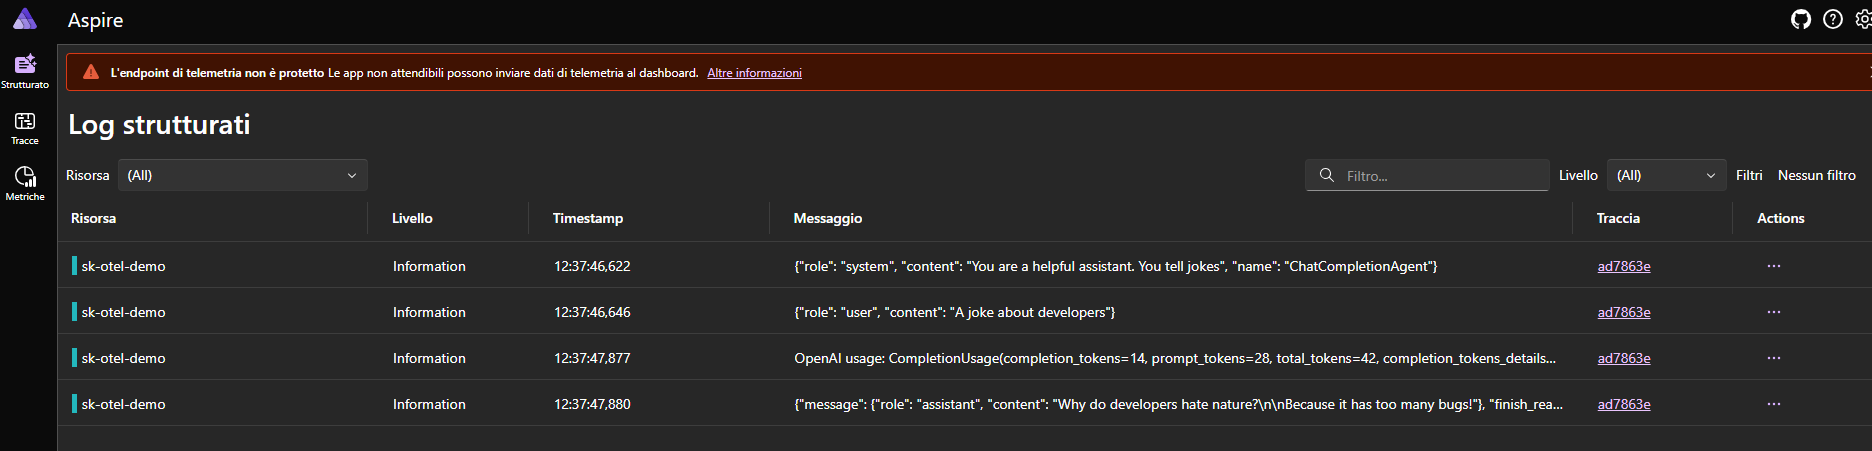 Aspire
Strutturato
Tracce
Metriche
L'endpoint di telemetria non è protetto Le app non attendibili possono inviare dati di telemetria al dashboard. Altre informazioni
Log strutturati
Risorsa (All) Filtro... Livello (All) Filtri Nessun filtro
Risorsa Livello Timestamp Messaggio Traccia Actions
sk-otel-demo Information 12:37:46,622 {"role": "system", "content": "You are a helpful assistant. You tell jokes", "name": "ChatCompletionAgent"} ad7863e ...
sk-otel-demo Information 12:37:46,646 {"role": "user", "content": "A joke about developers"} ad7863e ...
sk-otel-demo Information 12:37:47,877 OpenAI usage: CompletionUsage(completion_tokens=14, prompt_tokens=28, total_tokens=42, completion_tokens_details... ad7863e ...
sk-otel-demo Information 12:37:47,880 {"message": {"role": "assistant", "content": "Why do developers hate nature?\n\nBecause it has too many bugs!"}, "finish_rea... ad7863e ...